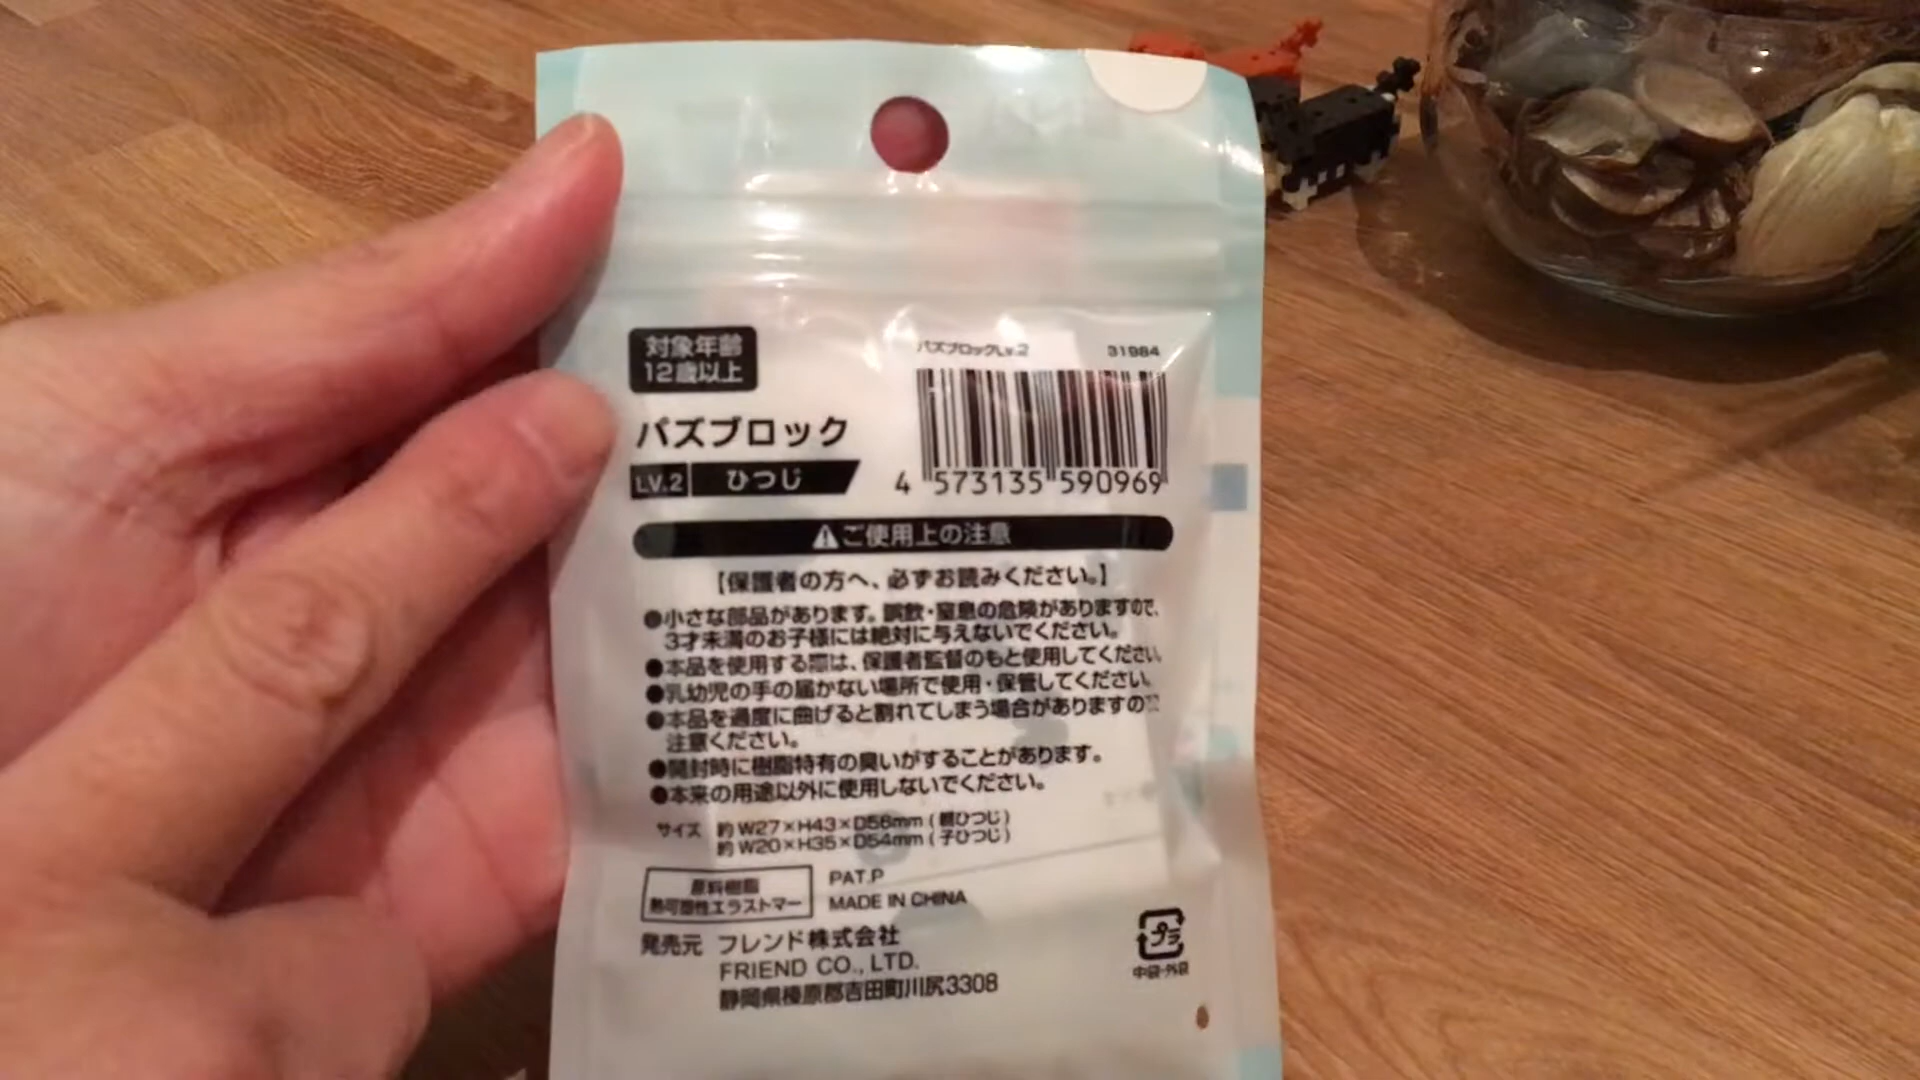 対象年齢
12歳以上
パズブロックLv.2 31984
パズブロック
LV.2 ひつじ
4 573135 590969
⚠ご使用上の注意
【保護者の方へ、必ずお読みください。】
●小さな部品があります。誤飲・窒息の危険がありますので、
3才未満のお子様には絶対に与えないでください。
●本品を使用する際は、保護者監督のもと使用してください。
●乳幼児の手の届かない場所で使用・保管してください。
●本品を過度に曲げると割れてしまう場合がありますので
注意ください。
●開封時に樹脂特有の臭いがすることがあります。
●本来の用途以外に使用しないでください。
サイズ 約 W27×H43×D56mm (親ひつじ)
約 W20×H35×D54mm (子ひつじ)
原料樹脂
熱可塑性エラストマー
PAT.P
MADE IN CHINA
発売元 フレンド株式会社
FRIEND CO., LTD.
静岡県榛原郡吉田町川尻3308
プラ
中袋・外袋